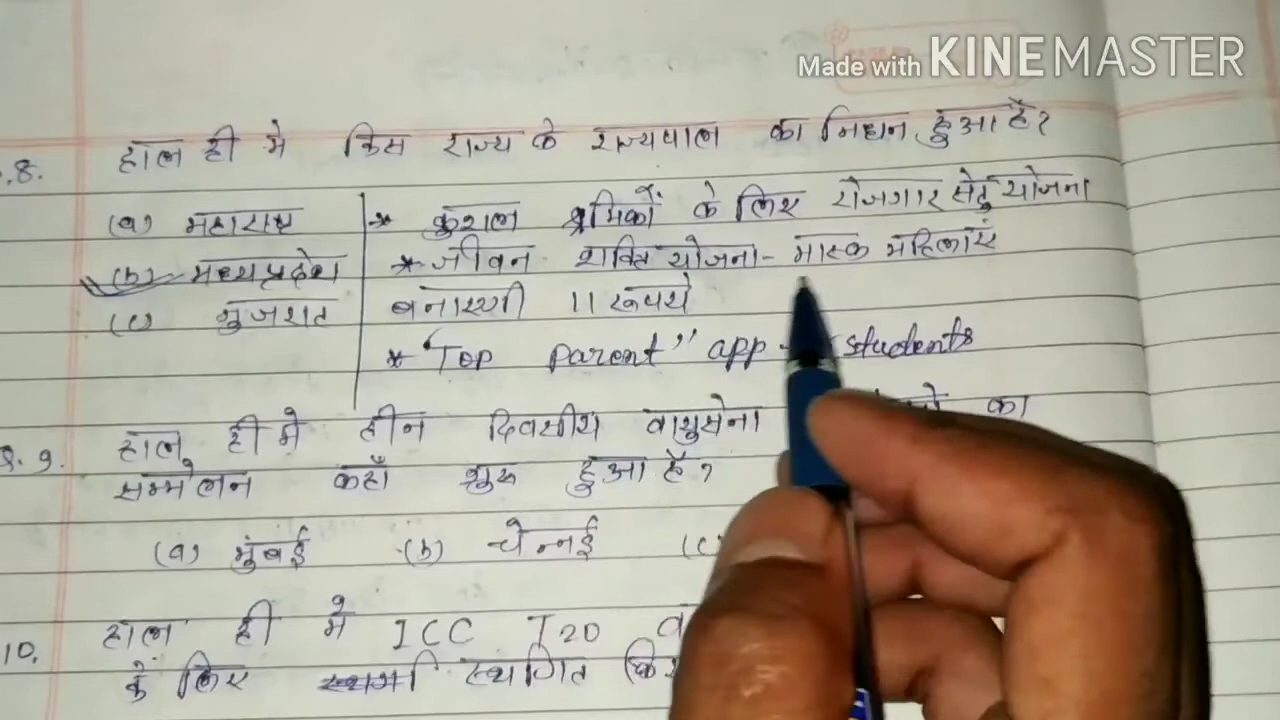 Made with KINEMASTER
.8. हाल ही मे किस राज्य के राज्यपाल का निधन हुआ है?
(a) महाराष्ट्र
* कुशल श्रमिकों के लिए रोजगार सेतु योजना
(b) मध्यप्रदेश
* जीवन शक्ति योजना - मास्क महिलाएं
(c) गुजरात
बनाएगी 11 रूपये
* "Top Parent" app students
Q.9. हाल ही मे तीन दिवसीय वायुसेना का
सम्मेलन कहाँ शुरू हुआ है?
(a) मुंबई (b) चेन्नई (c
10. हाल ही मे ICC T20
के लिए स्थगित